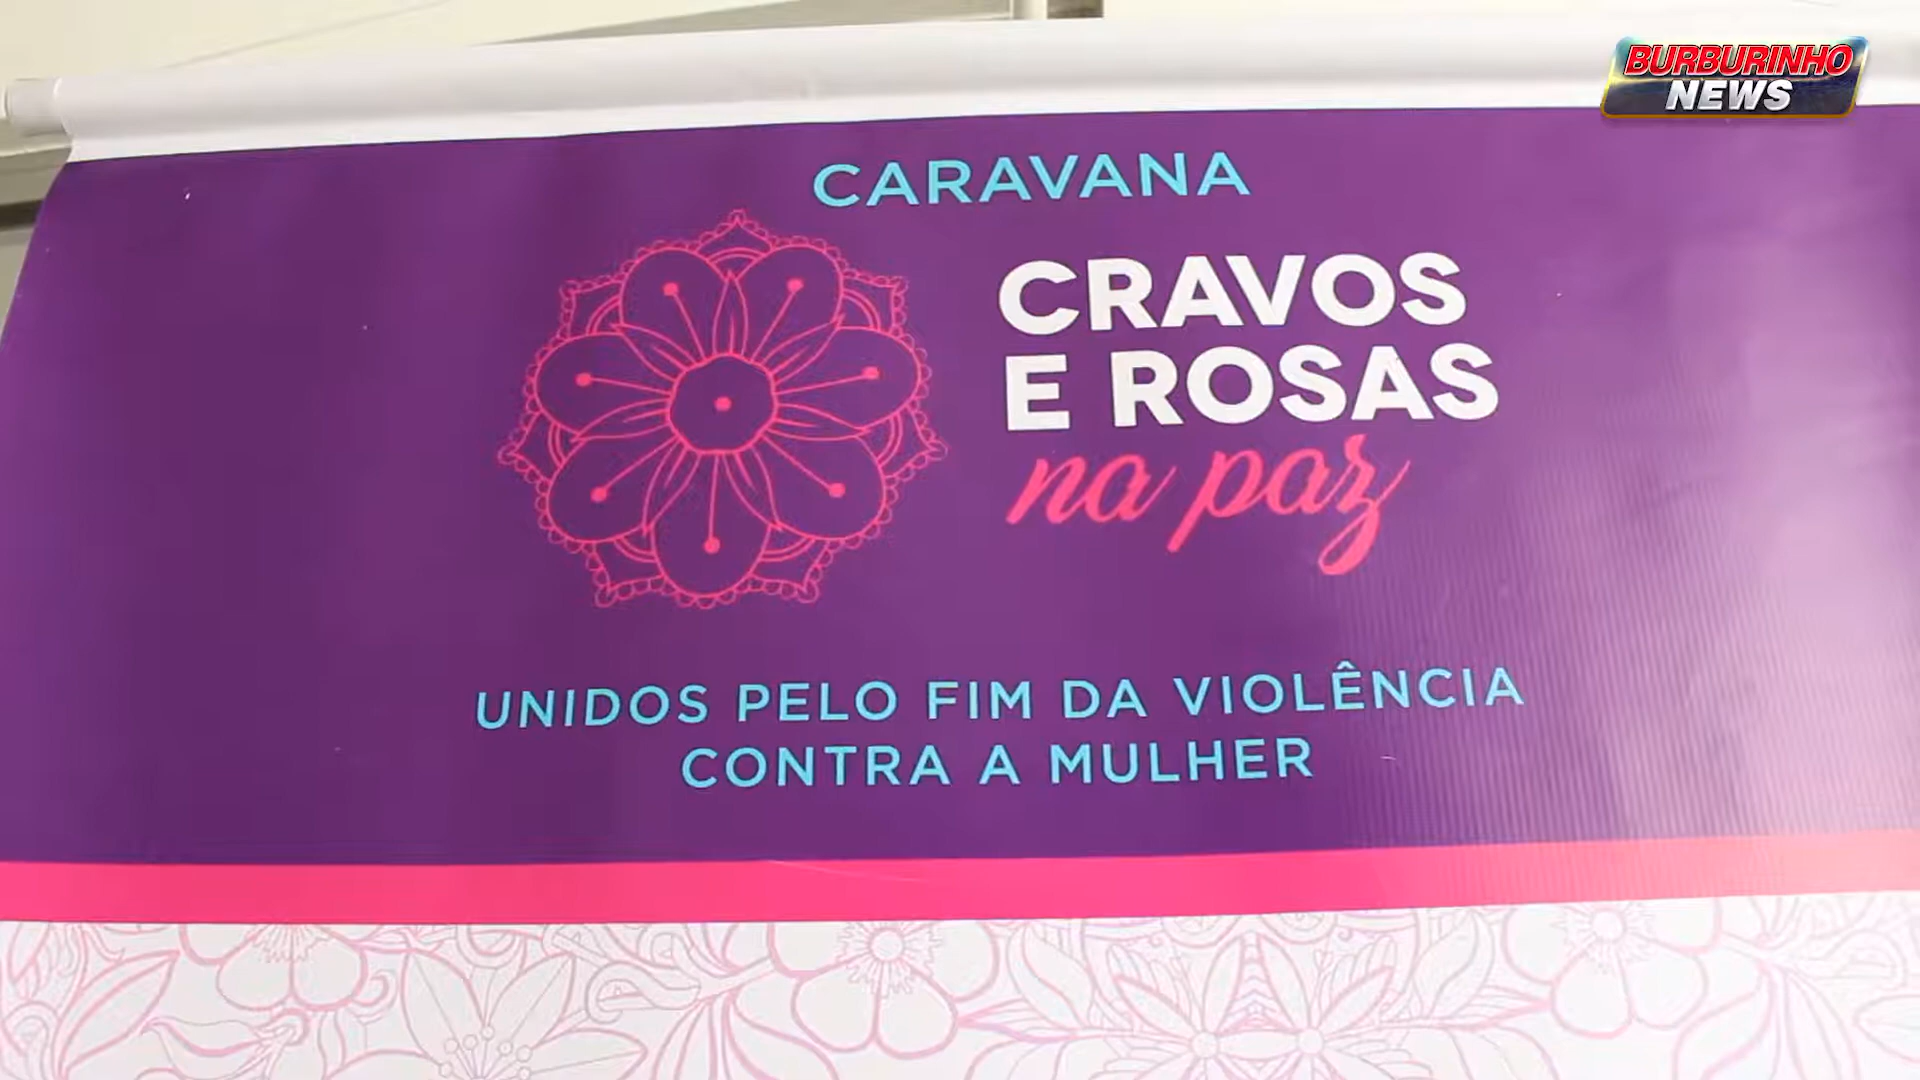 BURBURINHO
NEWS
CARAVANA
CRAVOS
E ROSAS
na paz
UNIDOS PELO FIM DA VIOLÊNCIA
CONTRA A MULHER